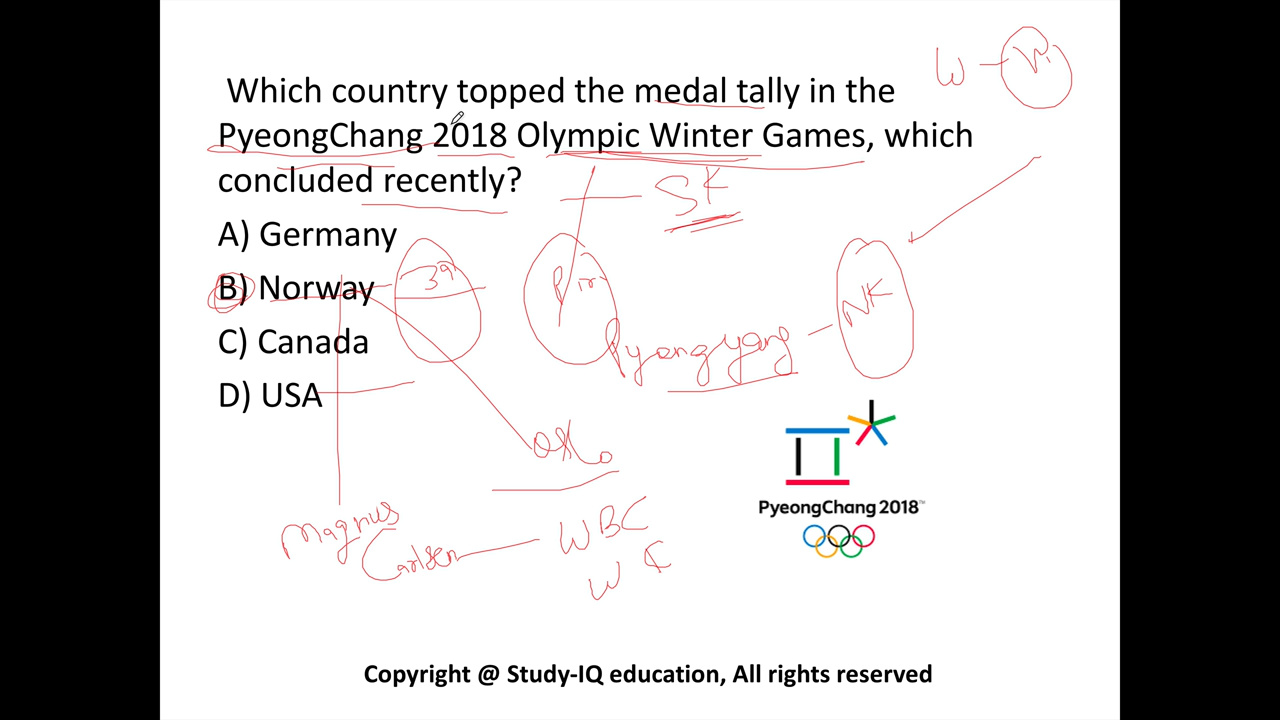 Which country topped the medal tally in the
PyeongChang 2018 Olympic Winter Games, which
concluded recently?
SK
A) Germany
B) Norway
39
NK
Pyongyang
C) Canada
D) USA
Oslo
PyeongChang 2018™
Magnus
Carlsen
WBC
W C
Copyright @ Study-IQ education, All rights reserved